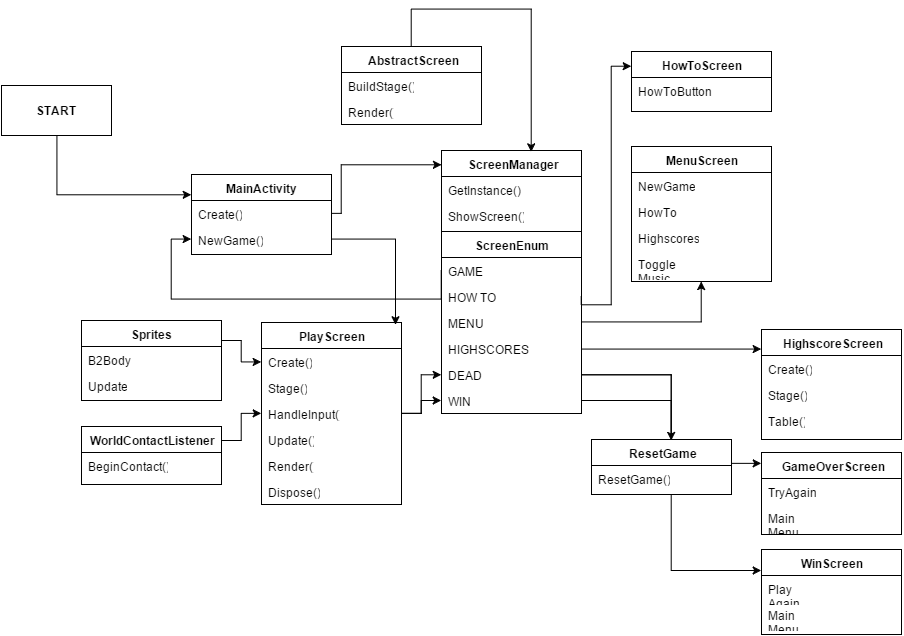 START
AbstractScreen
BuildStage()
Render(
MainActivity
Create()
NewGame()
ScreenManager
GetInstance()
ShowScreen()
ScreenEnum
GAME
HOW TO
MENU
HIGHSCORES
DEAD
WIN
HowToScreen
HowToButton
MenuScreen
NewGame
HowTo
Highscores
Toggle
Music
Sprites
B2Body
Update
WorldContactListener
BeginContact()
PlayScreen
Create()
Stage()
HandleInput(
Update()
Render(
Dispose()
HighscoreScreen
Create()
Stage()
Table()
ResetGame
ResetGame()
GameOverScreen
TryAgain
Main
Menu
WinScreen
Play
Again
Main
Menu